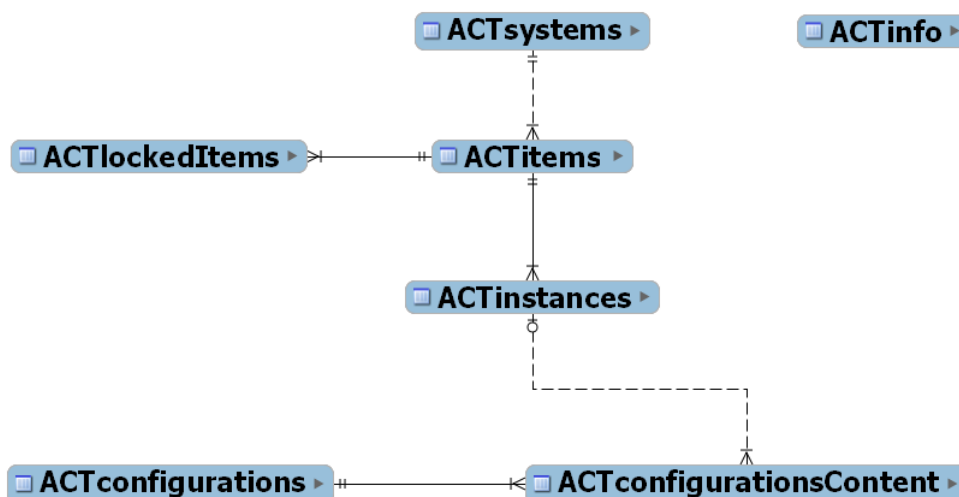 ACTsystems
ACTinfo
ACTlockedItems
ACTitems
ACTinstances
ACTconfigurations
ACTconfigurationsContent